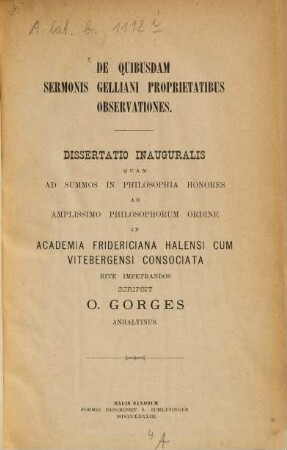 A. lat. b. 1112 i
DE QUIBUSDAM
SERMONIS GELLIANI PROPRIETATIBUS
OBSERVATIONES.
DISSERTATIO INAUGURALIS
QUAM
AD SUMMOS IN PHILOSOPHIA HONORES
AB
AMPLISSIMO PHILOSOPHORUM ORDINE
IN
ACADEMIA FRIDERICIANA HALENSI CUM
VITEBERGENSI CONSOCIATA
RITE IMPETRANDOS
SCRIPSIT
O. GORGES
ANHALTINUS.
HALIS SAXONUM
FORMIS DESCRIPSIT A. SCHLESINGER
4A